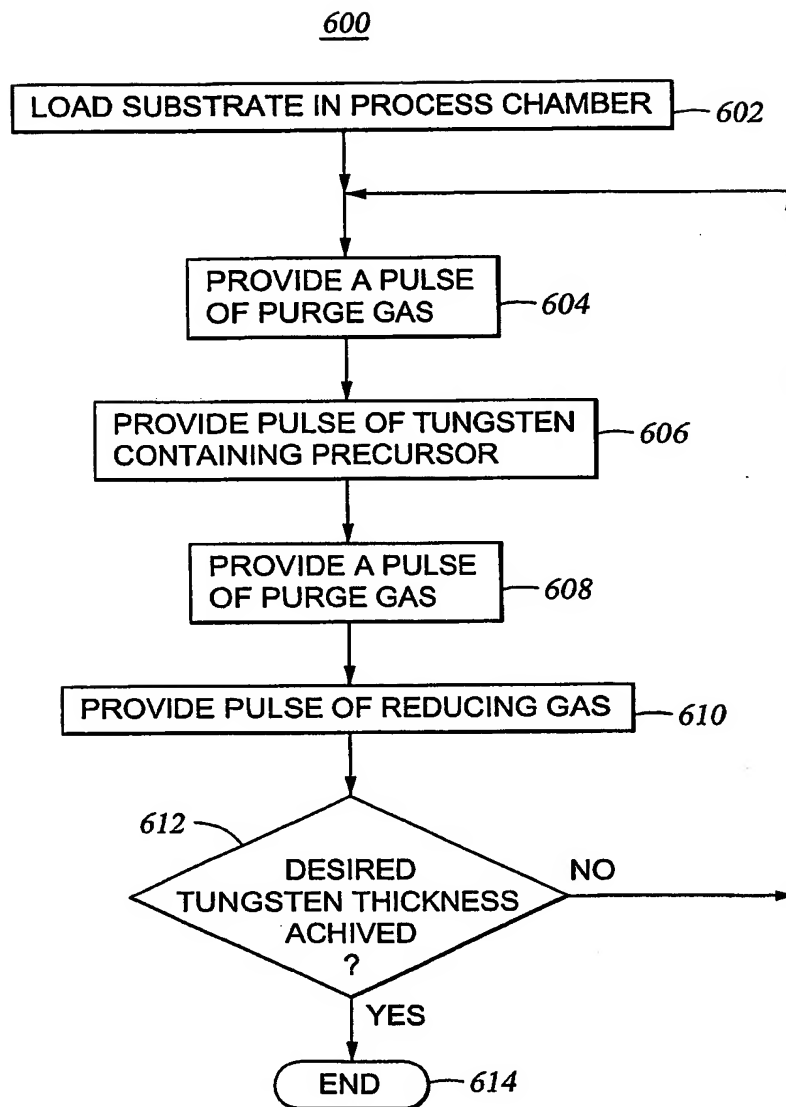 600
LOAD SUBSTRATE IN PROCESS CHAMBER
602
PROVIDE A PULSE
OF PURGE GAS
604
PROVIDE PULSE OF TUNGSTEN
CONTAINING PRECURSOR
606
PROVIDE A PULSE
OF PURGE GAS
608
PROVIDE PULSE OF REDUCING GAS
610
612
DESIRED
TUNGSTEN THICKNESS
ACHIVED
?
NO
YES
END
614